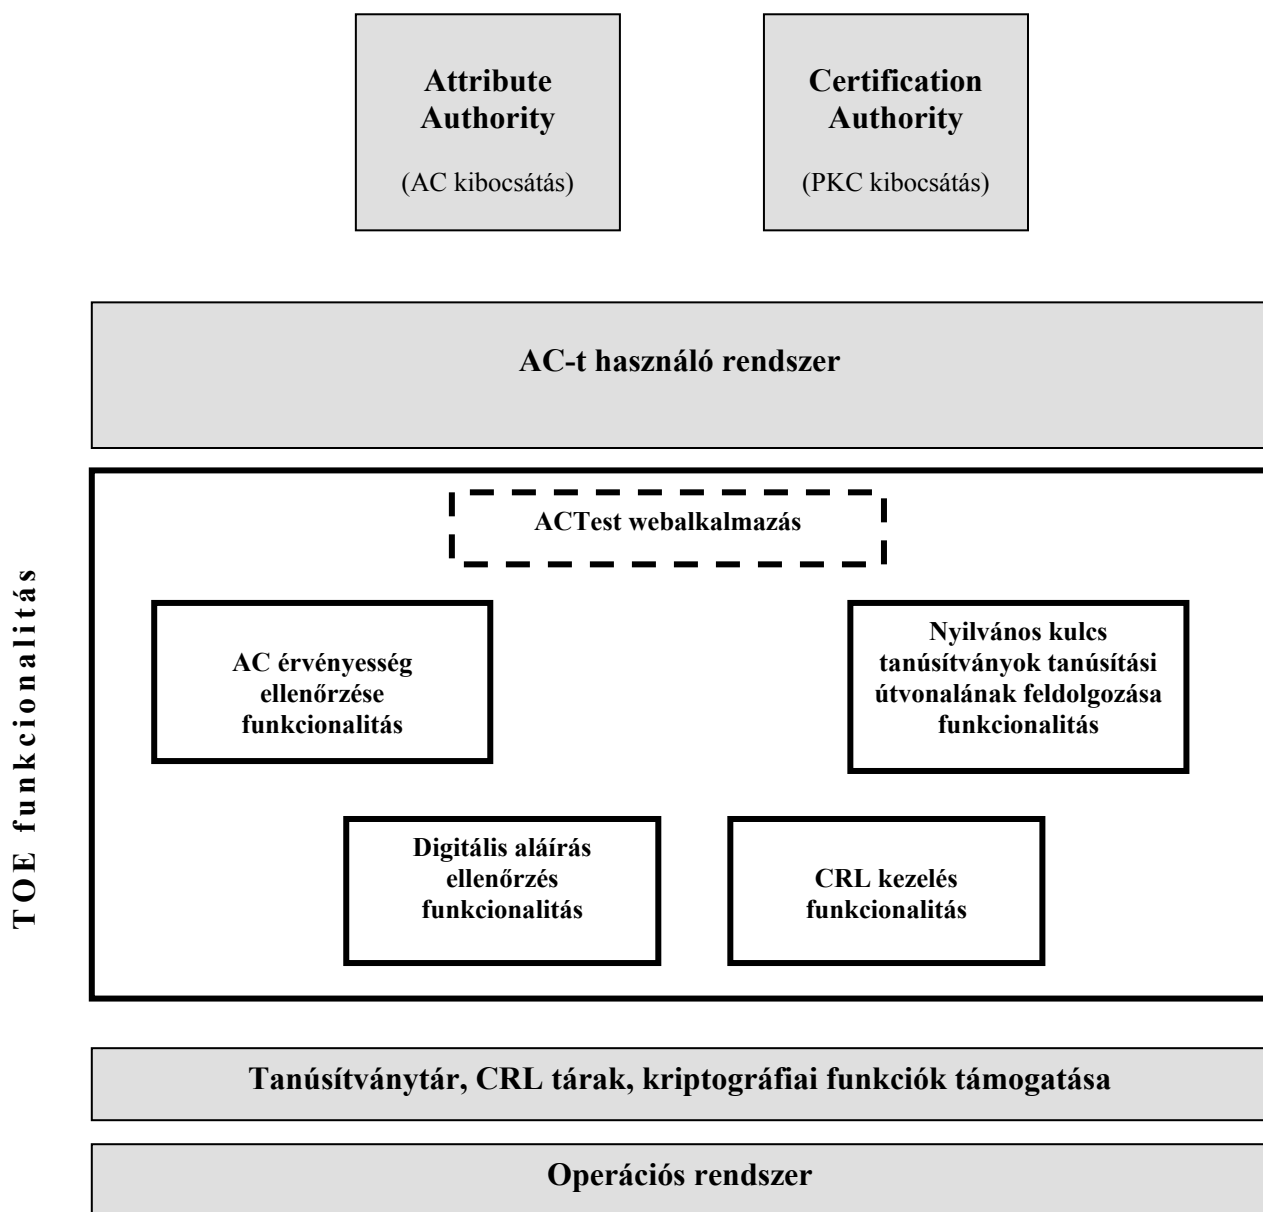 Attribute
Authority
(AC kibocsátás)
Certification
Authority
(PKC kibocsátás)
AC-t használó rendszer
TOE funkcionalitás
ACTest webalkalmazás
AC érvényesség
ellenőrzése
funkcionalitás
Nyilvános kulcs
tanúsítványok tanúsítási
útvonalának feldolgozása
funkcionalitás
Digitális aláírás
ellenőrzés
funkcionalitás
CRL kezelés
funkcionalitás
Tanúsítványtár, CRL tárak, kriptográfiai funkciók támogatása
Operációs rendszer